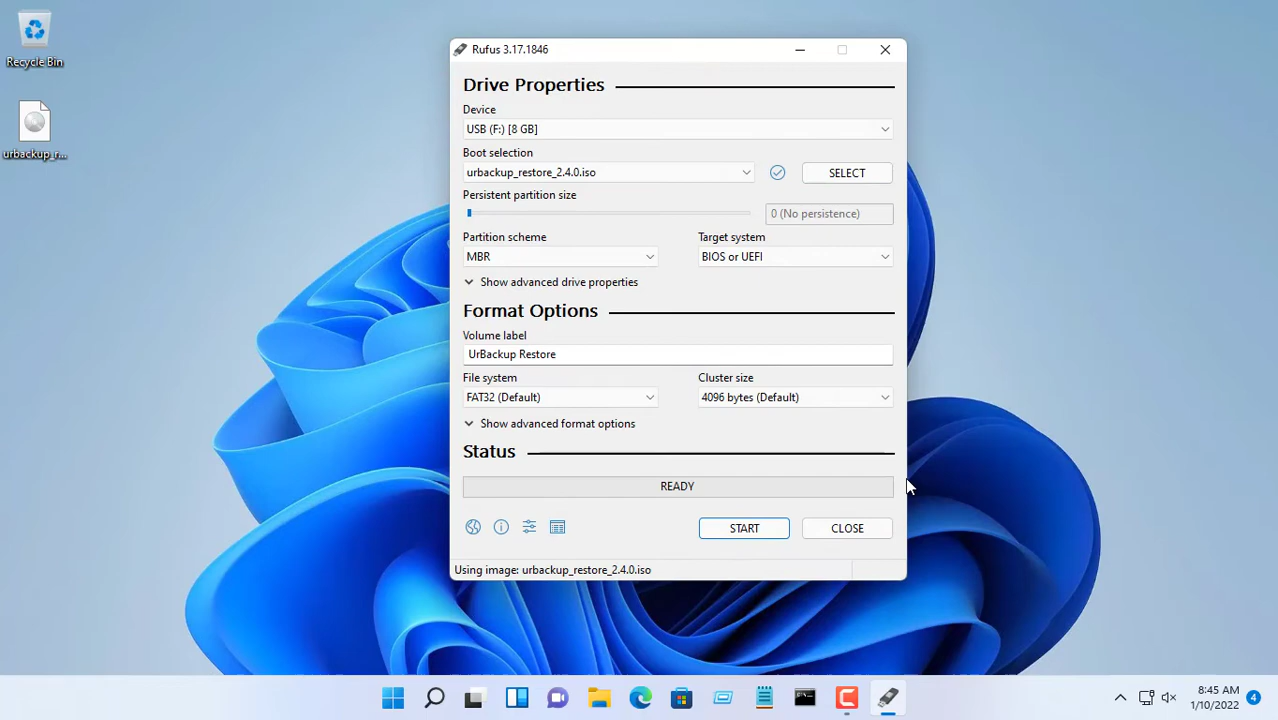 Recycle Bin
urbackup_r...
Rufus 3.17.1846
Drive Properties
Device
USB (F:) [8 GB]
Boot selection
urbackup_restore_2.4.0.iso
SELECT
Persistent partition size
0 (No persistence)
Partition scheme
Target system
MBR
BIOS or UEFI
Show advanced drive properties
Format Options
Volume label
UrBackup Restore
File system
Cluster size
FAT32 (Default)
4096 bytes (Default)
Show advanced format options
Status
READY
START
CLOSE
Using image: urbackup_restore_2.4.0.iso
8:45 AM
1/10/2022
4